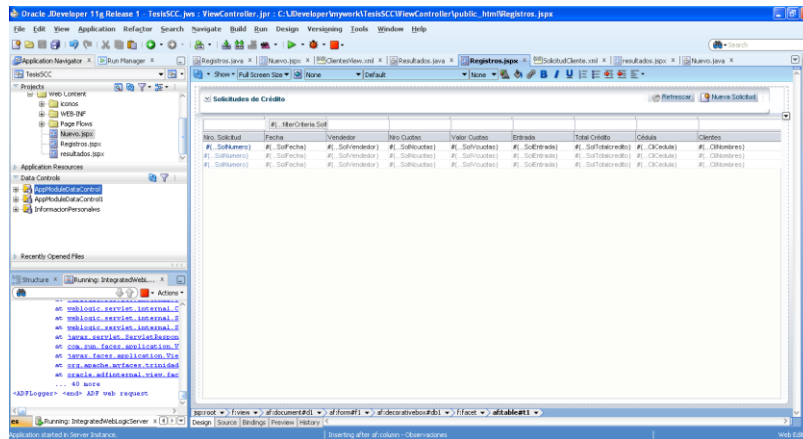 Oracle JDeveloper 11g Release 1 - TesisSCC.jws : ViewController.jpr : C:\JDeveloper\mywork\TesisSCC\ViewController\public_html\Registros.jspx
File Edit View Application Refactor Search Navigate Build Run Design Versioning Tools Window Help
Search
Application Navigator Run Manager Registros.java Nuevo.jspx ClientesView.xml Resultados.java Registros.jspx SolicitudCliente.xml resultados.jspx Nuevo.java
TesisSCC Show Full Screen Size None Default None
Projects
Web Content
iconos
WEB-INF
Page Flows
Nuevo.jspx
Registros.jspx
resultados.jspx
Application Resources
Data Controls
AppModuleDataControl
AppModuleDataControl1
InformacionPersonalws
Recently Opened Files
Solicitudes de Crédito Refrescar Nueva Solicitud
Nro. Solicitud Fecha Vendedor Nro Cuotas Valor Cuotas Entrada Total Crédito Cédula Clientes
#{...SolNumero} #{...SolFecha} #{...SolVendedor} #{...SolNcuotas} #{...SolVcuotas} #{...SolEntrada} #{...SolTotalcredito} #{...CliCedula} #{...CliNombres}
#{...SolNumero} #{...SolFecha} #{...SolVendedor} #{...SolNcuotas} #{...SolVcuotas} #{...SolEntrada} #{...SolTotalcredito} #{...CliCedula} #{...CliNombres}
#{...SolNumero} #{...SolFecha} #{...SolVendedor} #{...SolNcuotas} #{...SolVcuotas} #{...SolEntrada} #{...SolTotalcredito} #{...CliCedula} #{...CliNombres}
Structure Running: IntegratedWebL...
Actions
at weblogic.servlet.internal.C
at weblogic.servlet.internal.S
at weblogic.servlet.internal.S
at javax.servlet.ServletRespon
at com.sun.faces.application.V
at javax.faces.application.Vie
at org.apache.myfaces.trinidad
at oracle.adfinternal.view.fac
... 40 more
<ADFLogger> <end> ADF web request
jsp:root f:view af:document#d1 af:form#f1 af:decorativebox#db1 f:facet af:table#t1
Running: IntegratedWebLogicServer Design Source Bindings Preview History
Application started in Server Instance. Inserting after af:column - Observaciones Web Edit